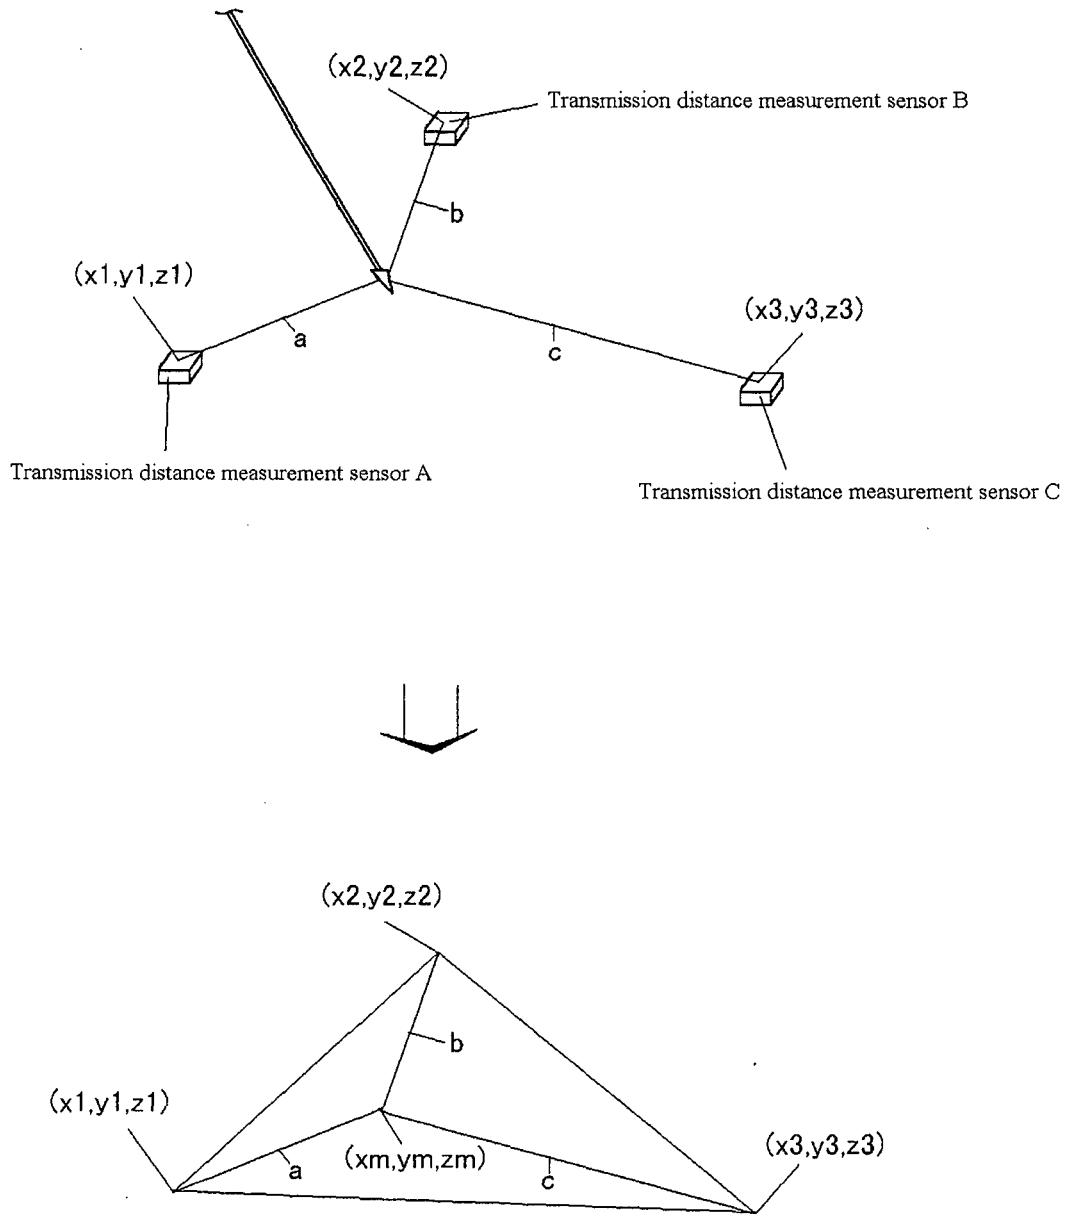 (x2,y2,z2)
Transmission distance measurement sensor B
b
(x1,y1,z1)
(x3,y3,z3)
a
c
Transmission distance measurement sensor A
Transmission distance measurement sensor C
(x2,y2,z2)
b
(x1,y1,z1)
(x3,y3,z3)
(xm,ym,zm)
a
c